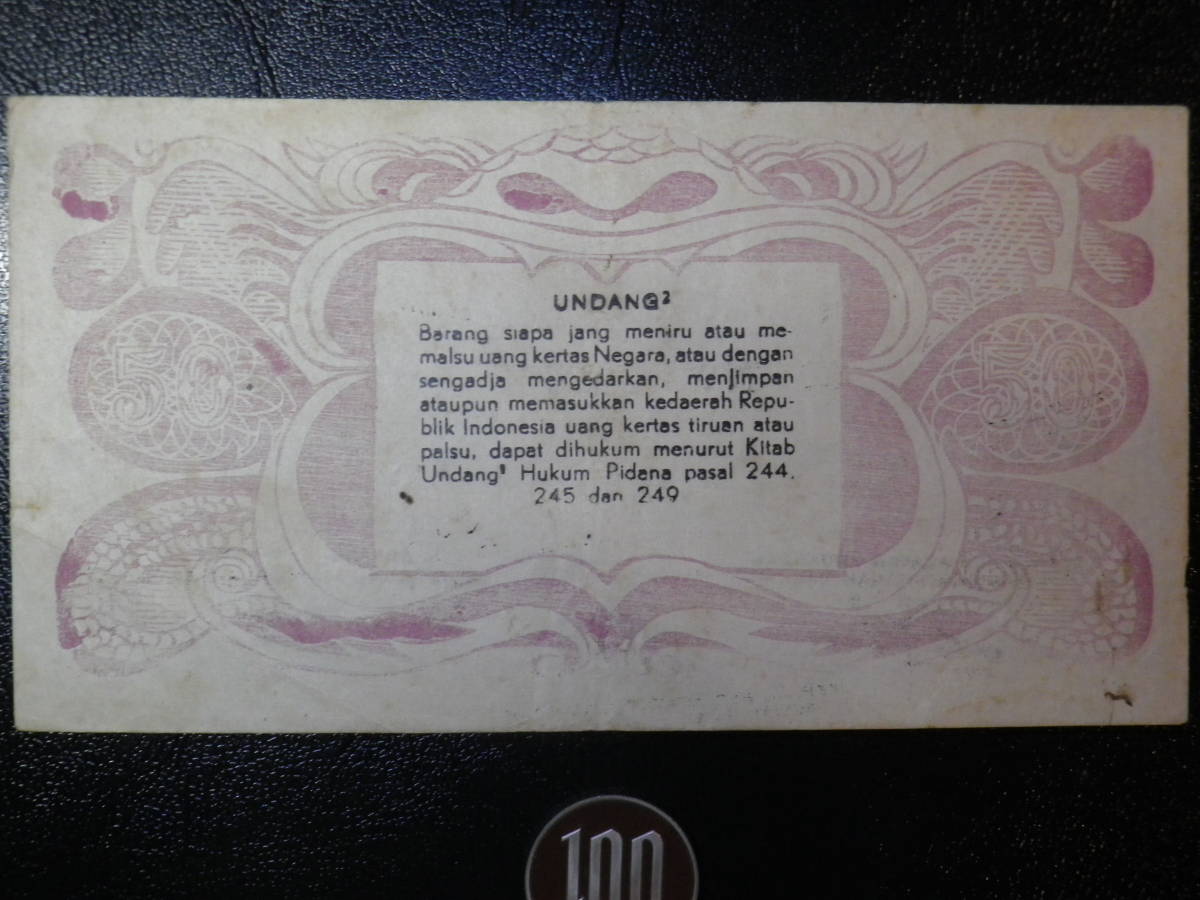 UNDANG²
Barang siapa jang meniru atau me-
malsu uang kertas Negara, atau dengan
sengadja mengedarkan, menjimpan
ataupun memasukkan kedaerah Repu-
blik Indonesia uang kertas tiruan atau
palsu, dapat dihukum menurut Kitab
Undang² Hukum Pidana pasal 244.
245 dan 249
50 50
100